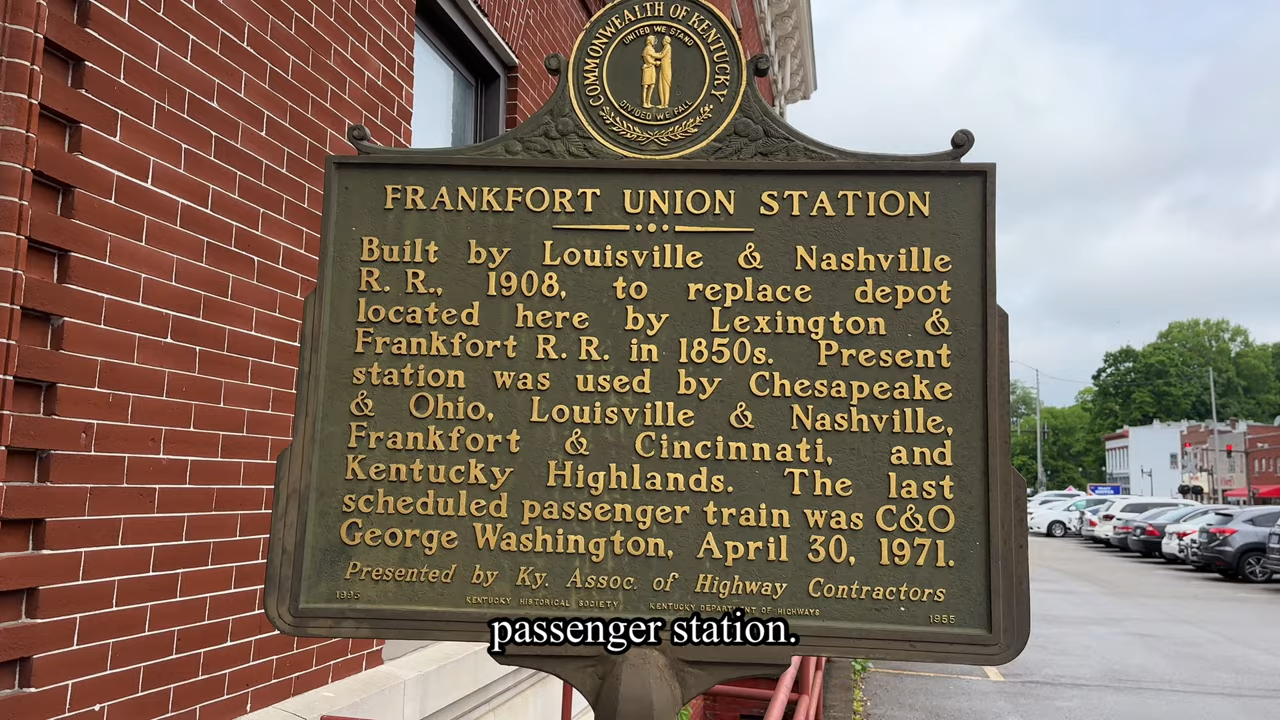 COMMONWEALTH OF KENTUCKY
UNITED WE STAND
DIVIDED WE FALL
FRANKFORT UNION STATION
Built by Louisville & Nashville
R. R., 1908, to replace depot
located here by Lexington &
Frankfort R. R. in 1850s. Present
station was used by Chesapeake
& Ohio, Louisville & Nashville,
Frankfort & Cincinnati, and
Kentucky Highlands. The last
scheduled passenger train was C&O
George Washington, April 30, 1971.
Presented by Ky. Assoc. of Highway Contractors
1995 KENTUCKY HISTORICAL SOCIETY KENTUCKY DEPARTMENT OF HIGHWAYS 1955
passenger station.